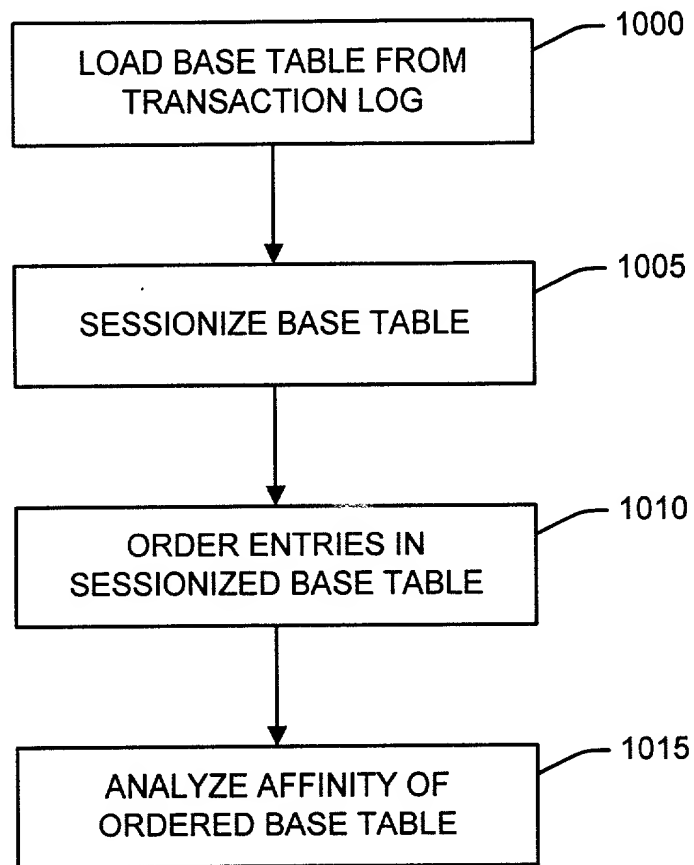 1000
LOAD BASE TABLE FROM
TRANSACTION LOG
1005
SESSIONIZE BASE TABLE
1010
ORDER ENTRIES IN
SESSIONIZED BASE TABLE
1015
ANALYZE AFFINITY OF
ORDERED BASE TABLE